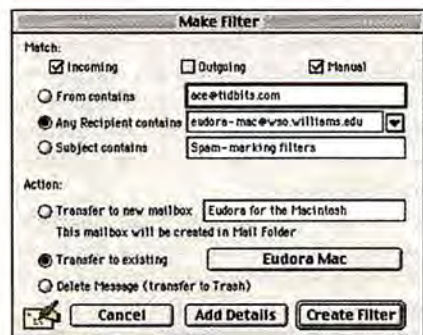 Make Filter
Match:
Incoming Outgoing Manual
From contains ace@tidbits.com
Any Recipient contains eudora-mac@wso.williams.edu
Subject contains Spam-marking filters
Action:
Transfer to new mailbox Eudora for the Macintosh
This mailbox will be created in Mail Folder
Transfer to existing Eudora Mac
Delete Message (transfer to Trash)
Cancel Add Details Create Filter